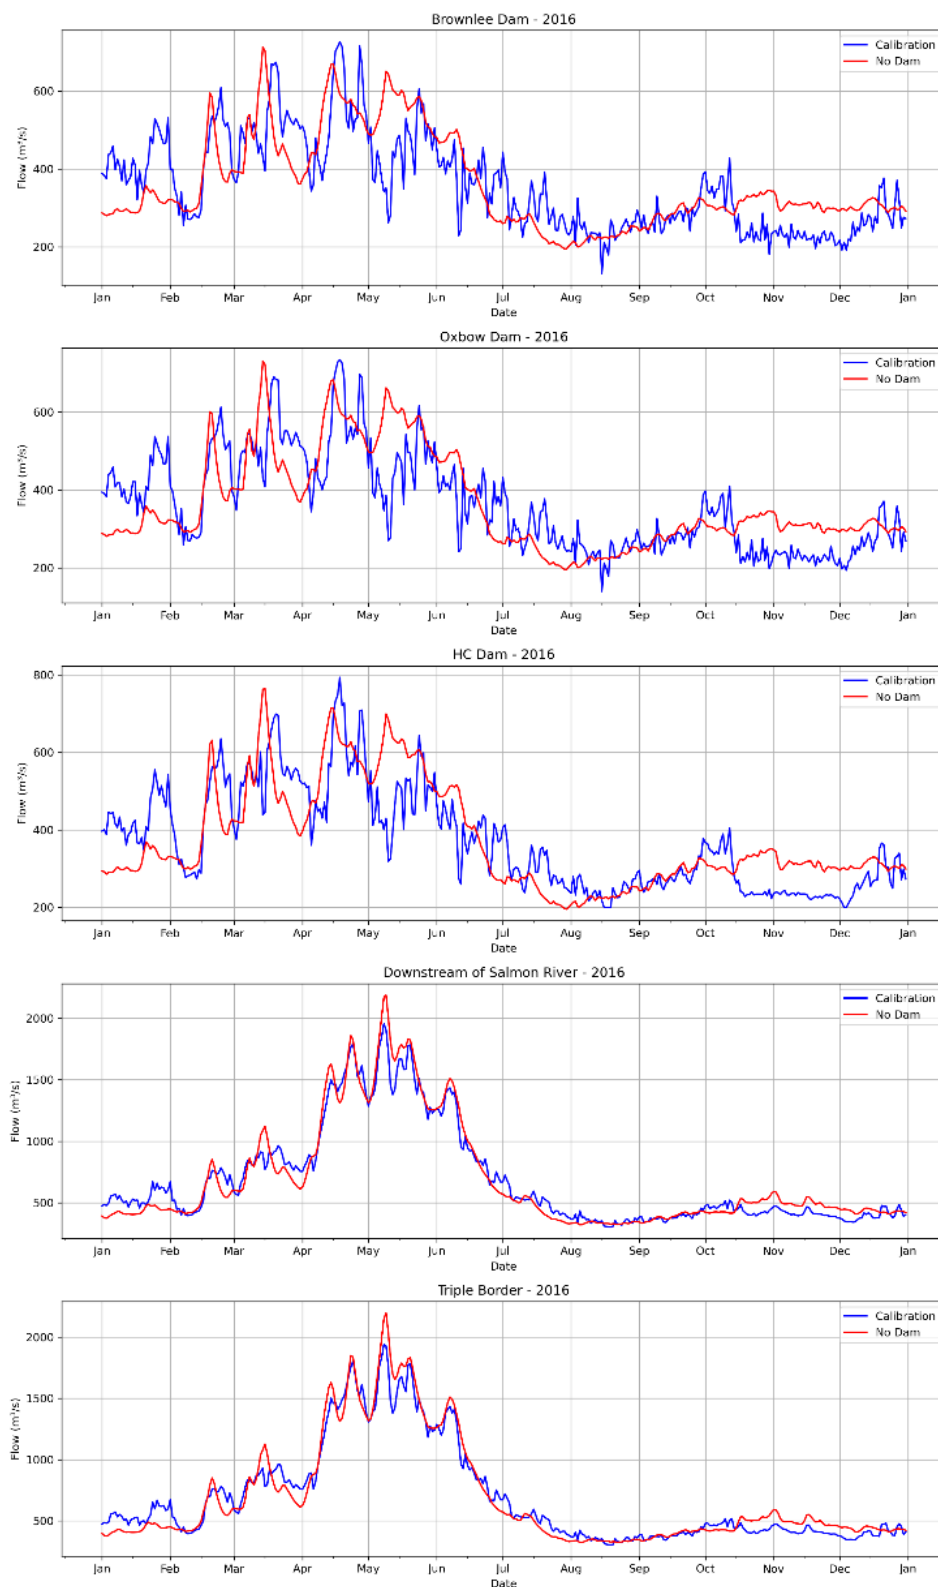 Brownlee Dam - 2016
Calibration
No Dam
600
400
200
Flow (m³/s)
Jan Feb Mar Apr May Jun Jul Aug Sep Oct Nov Dec Jan
Date
Oxbow Dam - 2016
Calibration
No Dam
600
400
200
Flow (m³/s)
Jan Feb Mar Apr May Jun Jul Aug Sep Oct Nov Dec Jan
Date
HC Dam - 2016
Calibration
No Dam
800
600
400
200
Flow (m³/s)
Jan Feb Mar Apr May Jun Jul Aug Sep Oct Nov Dec Jan
Date
Downstream of Salmon River - 2016
Calibration
No Dam
2000
1500
1000
500
Flow (m³/s)
Jan Feb Mar Apr May Jun Jul Aug Sep Oct Nov Dec Jan
Date
Triple Border - 2016
Calibration
No Dam
2000
1500
1000
500
Flow (m³/s)
Jan Feb Mar Apr May Jun Jul Aug Sep Oct Nov Dec Jan
Date